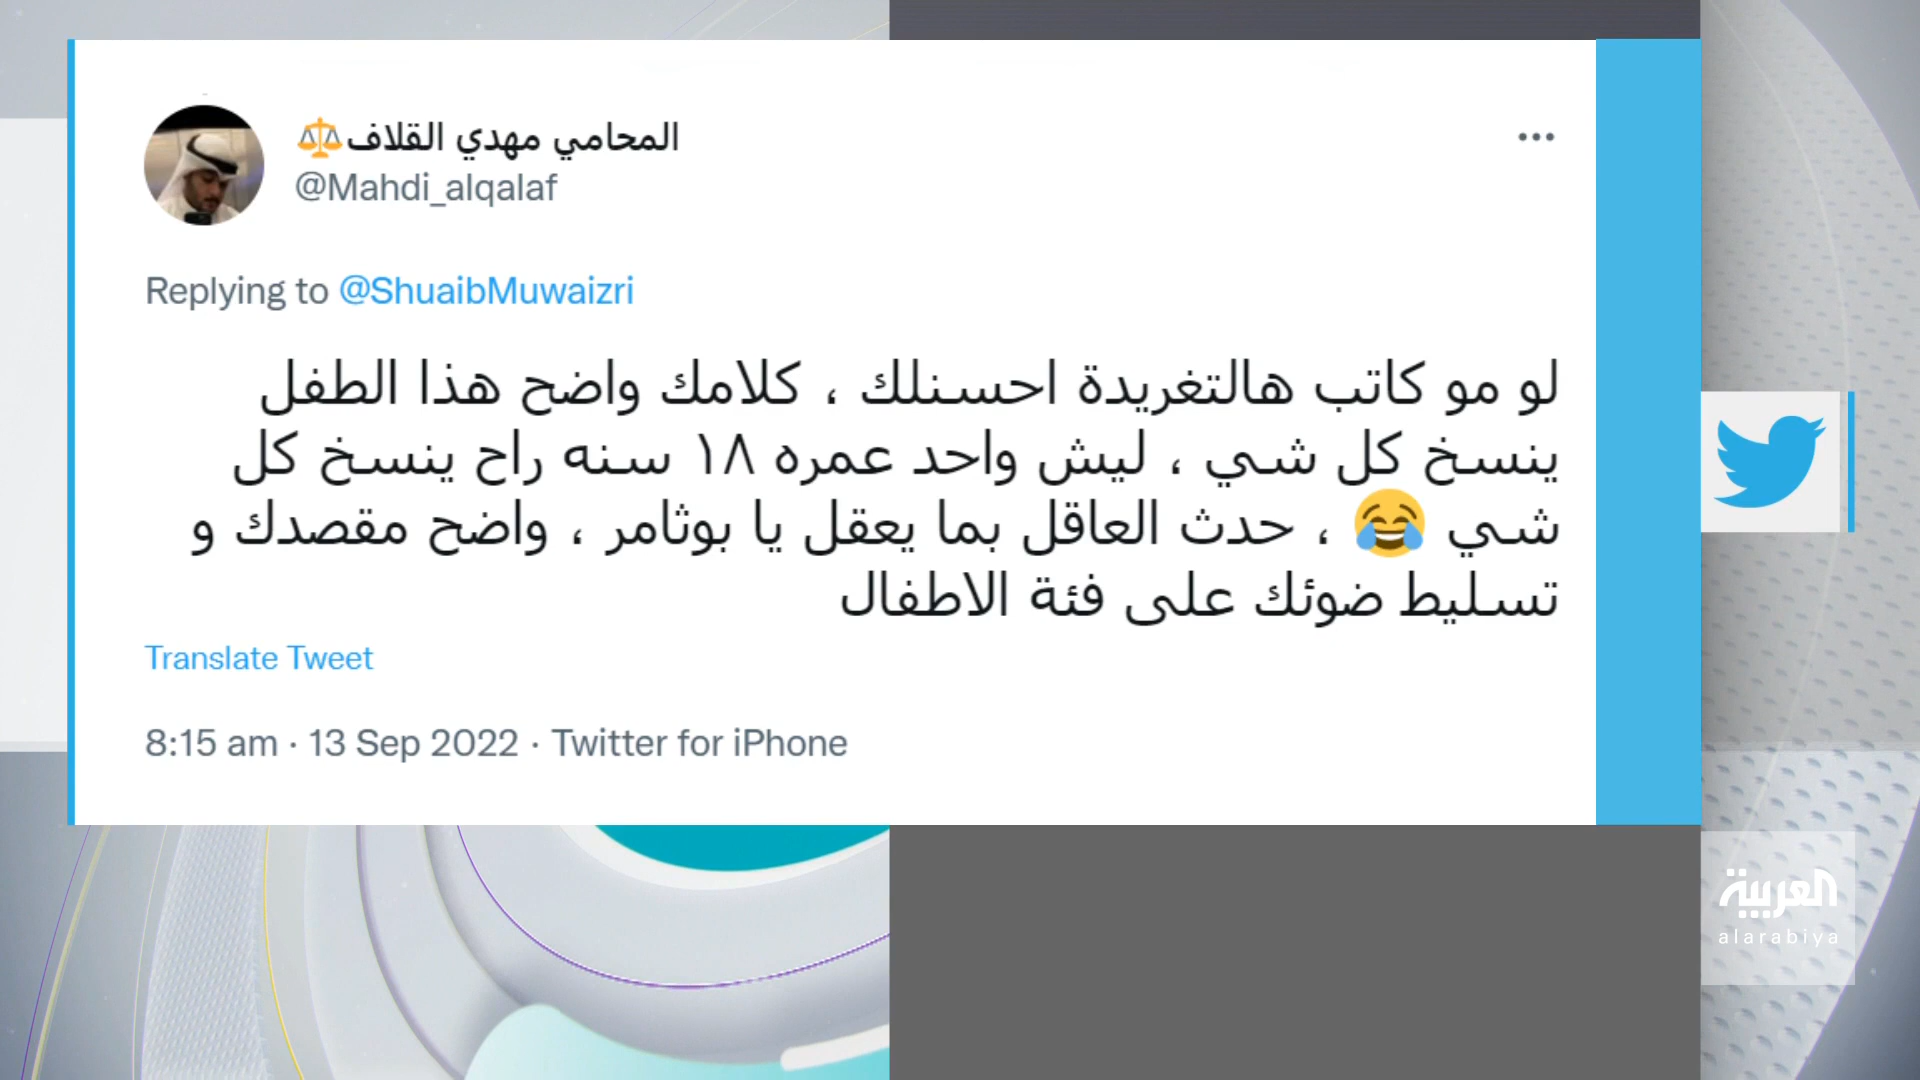 المحامي مهدي القلاف⚖️
@Mahdi_alqalaf
Replying to @ShuaibMuwaizri
لو مو كاتب هالتغريدة احسنلك ، كلامك واضح هذا الطفل
ينسخ كل شي ، ليش واحد عمره ١٨ سنه راح ينسخ كل
شي 😂 ، حدث العاقل بما يعقل يا بوثامر ، واضح مقصدك و
تسليط ضوئك على فئة الاطفال
Translate Tweet
8:15 am · 13 Sep 2022 · Twitter for iPhone
العربية
alarabiya